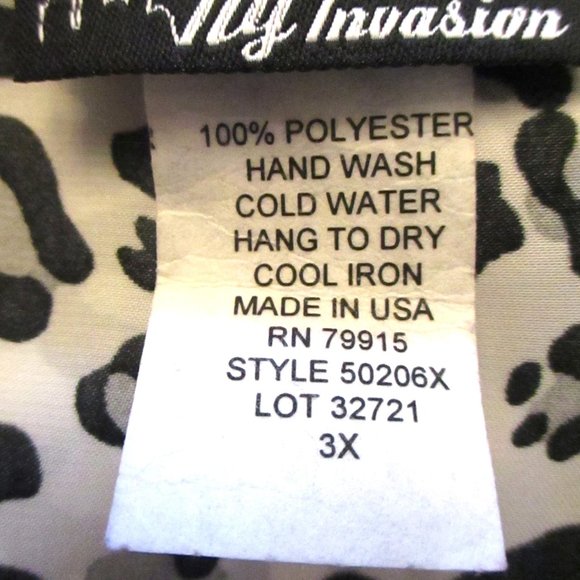 NY Invasion
100% POLYESTER
HAND WASH
COLD WATER
HANG TO DRY
COOL IRON
MADE IN USA
RN 79915
STYLE 50206X
LOT 32721
3X